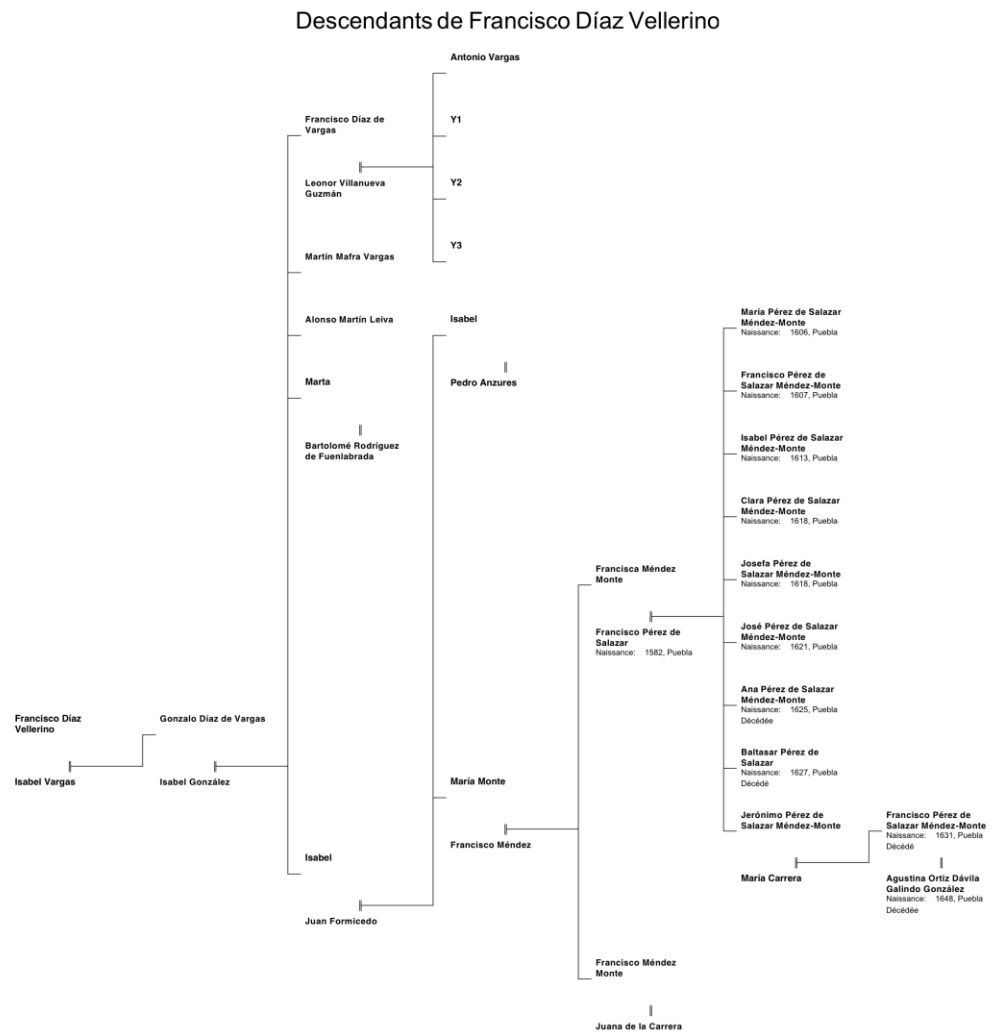 Descendants de Francisco Díaz Vellerino
Antonio Vargas
Francisco Díaz de
Vargas
Y1
Leonor Villanueva
Guzmán
Y2
Y3
Martín Mafra Vargas
Alonso Martín Leiva
Isabel
Marta
Pedro Anzures
Bartolomé Rodríguez
de Fuenlabrada
María Pérez de Salazar
Méndez-Monte
Naissance: 1606, Puebla
Francisco Pérez de
Salazar Méndez-Monte
Naissance: 1607, Puebla
Isabel Pérez de Salazar
Méndez-Monte
Naissance: 1613, Puebla
Clara Pérez de Salazar
Méndez-Monte
Naissance: 1618, Puebla
Francisca Méndez
Monte
Josefa Pérez de
Salazar Méndez-Monte
Naissance: 1618, Puebla
Francisco Pérez de
Salazar
Naissance: 1582, Puebla
José Pérez de Salazar
Méndez-Monte
Naissance: 1621, Puebla
Ana Pérez de Salazar
Méndez-Monte
Naissance: 1625, Puebla
Décédée
Francisco Díaz
Vellerino
Gonzalo Díaz de Vargas
Isabel Vargas
Isabel González
María Monte
Francisco Méndez
Baltasar Pérez de
Salazar
Naissance: 1627, Puebla
Décédé
Jerónimo Pérez de
Salazar Méndez-Monte
Francisco Pérez de
Salazar Méndez-Monte
Naissance: 1631, Puebla
Décédé
María Carrera
Agustina Ortiz Dávila
Galindo González
Naissance: 1648, Puebla
Décédée
Isabel
Juan Formicedo
Francisco Méndez
Monte
Juana de la Carrera